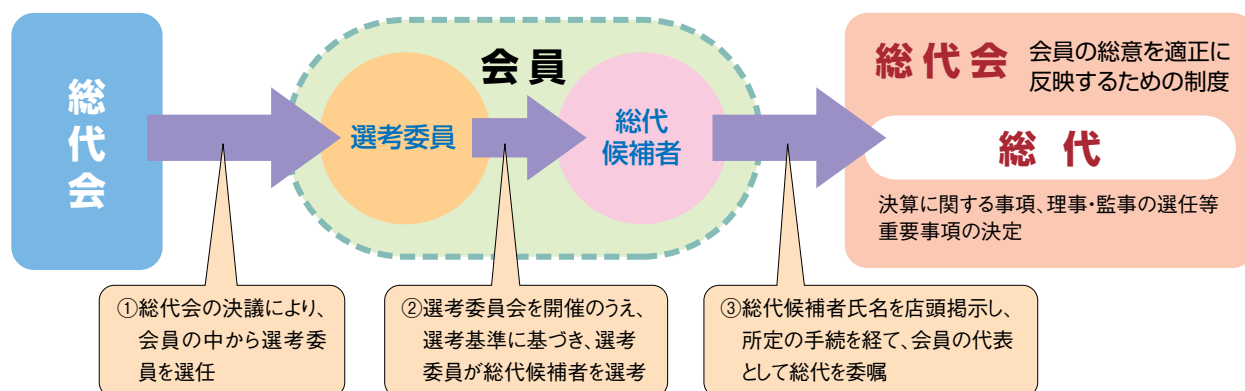 総代会
会員
選考委員
総代
候補者
総代会
会員の総意を適正に
反映するための制度
総代
決算に関する事項、理事・監事の選任等
重要事項の決定
①総代会の決議により、
会員の中から選考委
員を選任
②選考委員会を開催のうえ、
選考基準に基づき、選考
委員が総代候補者を選考
③総代候補者氏名を店頭掲示し、
所定の手続を経て、会員の代表
として総代を委嘱